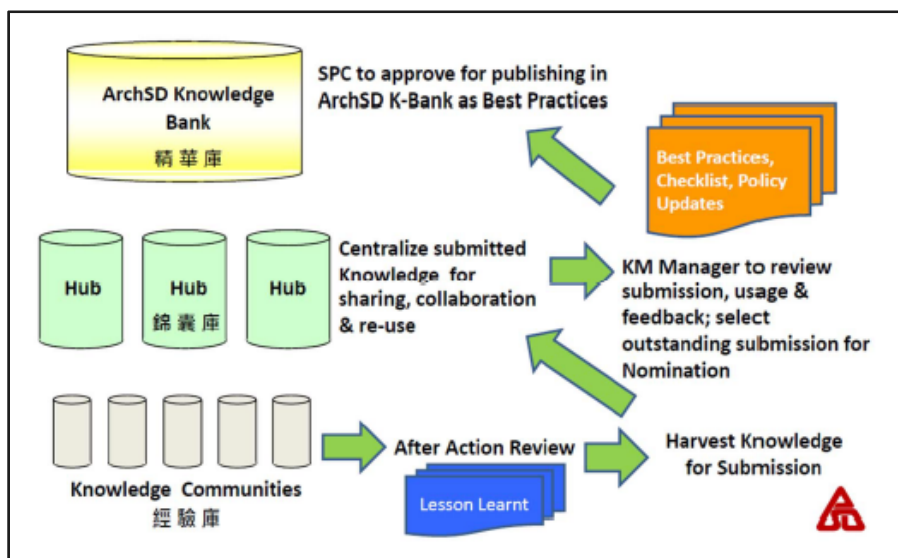 ArchSD Knowledge
Bank
精華庫
SPC to approve for publishing in
ArchSD K-Bank as Best Practices
Best Practices,
Checklist, Policy
Updates
Hub
Hub
錦囊庫
Hub
Centralize submitted
Knowledge for
sharing, collaboration
& re-use
KM Manager to review
submission, usage &
feedback; select
outstanding submission for
Nomination
Knowledge Communities
經驗庫
After Action Review
Lesson Learnt
Harvest Knowledge
for Submission